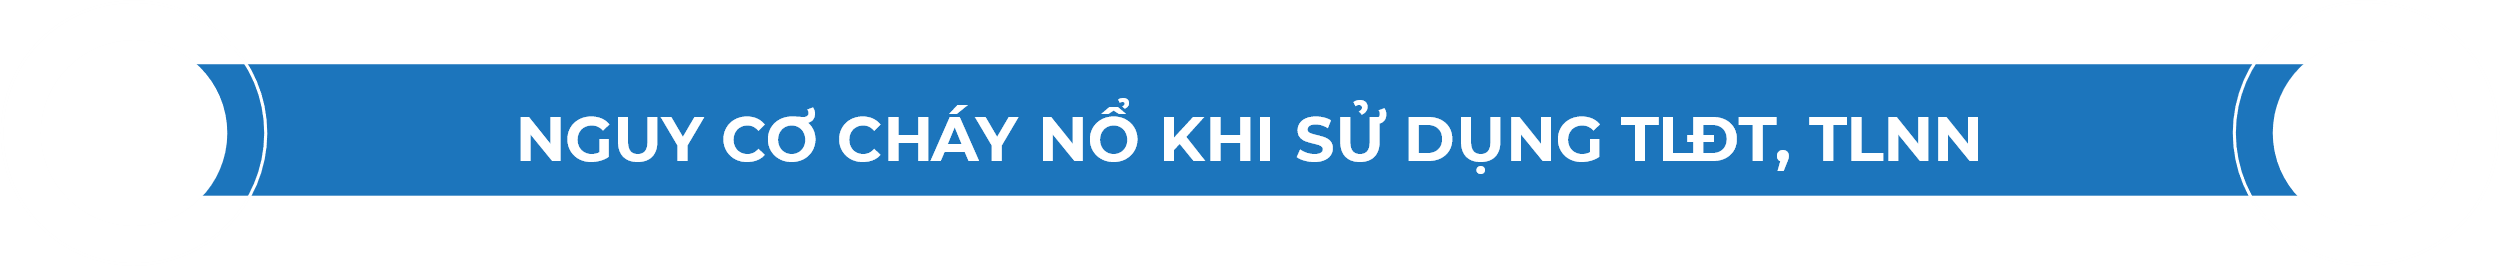 NGUY CƠ CHÁY NỔ KHI SỬ DỤNG TLĐT, TLNN